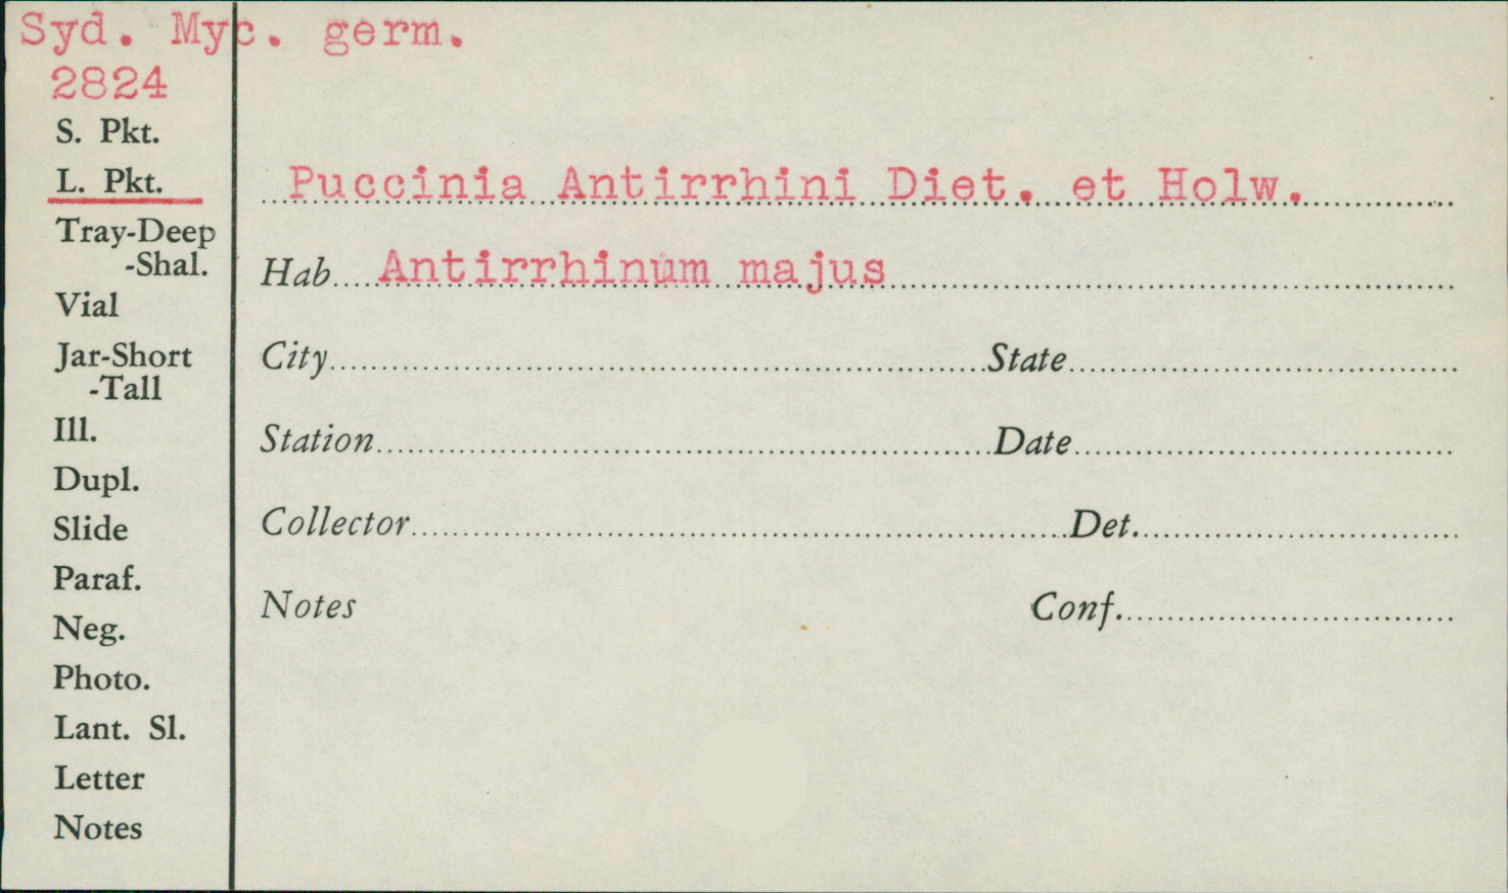 Syd. Myc. germ.
2824
S. Pkt.
L. Pkt.
Tray-Deep
-Shal.
Vial
Jar-Short
-Tall
Ill.
Dupl.
Slide
Paraf.
Neg.
Photo.
Lant. Sl.
Letter
Notes
Puccinia Antirrhini Diet. et Holw.
Hab. Antirrhinum majus
City State
Station Date
Collector Det.
Notes Conf.